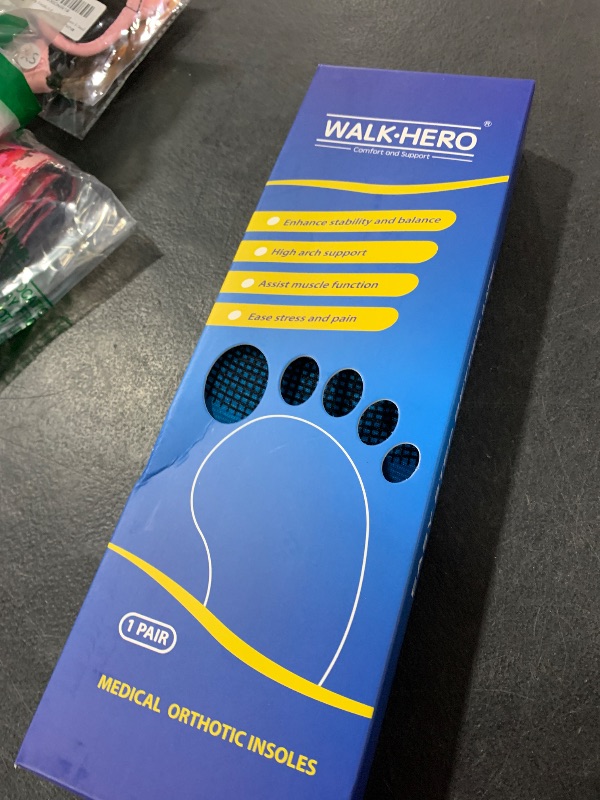 WALK·HERO®
Comfort and Support
Enhance stability and balance
High arch support
Assist muscle function
Ease stress and pain
1 PAIR
MEDICAL ORTHOTIC INSOLES
XS